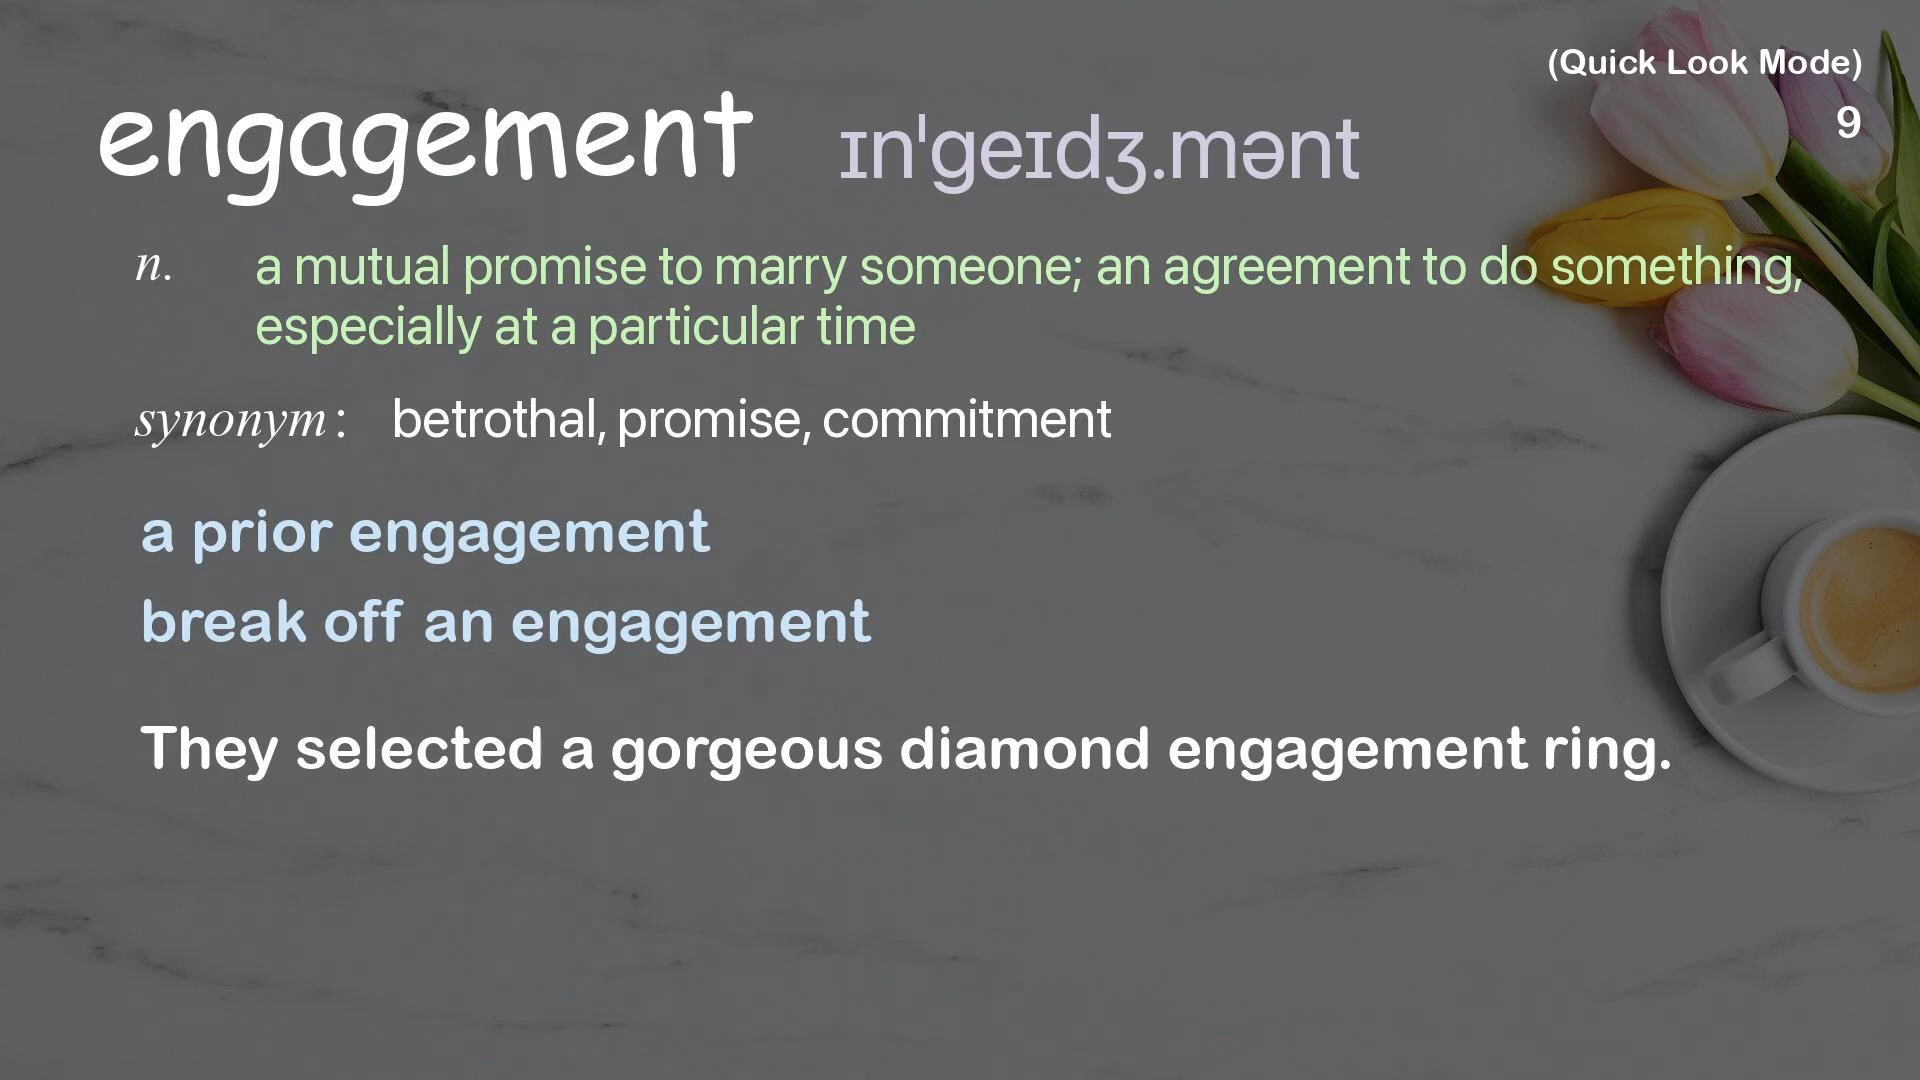 (Quick Look Mode)
9
engagement ɪnˈɡeɪdʒ.mənt
n. a mutual promise to marry someone; an agreement to do something,
especially at a particular time
synonym: betrothal, promise, commitment
a prior engagement
break off an engagement
They selected a gorgeous diamond engagement ring.